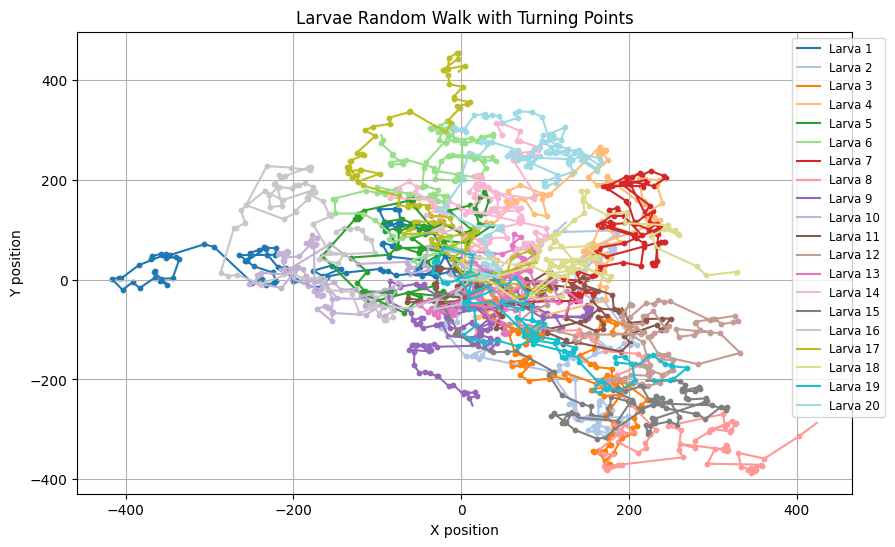 Larvae Random Walk with Turning Points
Larva 1
Larva 2
Larva 3
Larva 4
Larva 5
Larva 6
Larva 7
Larva 8
Larva 9
Larva 10
Larva 11
Larva 12
Larva 13
Larva 14
Larva 15
Larva 16
Larva 17
Larva 18
Larva 19
Larva 20
Y position
400
200
0
−200
−400
−400
−200
0
200
400
X position